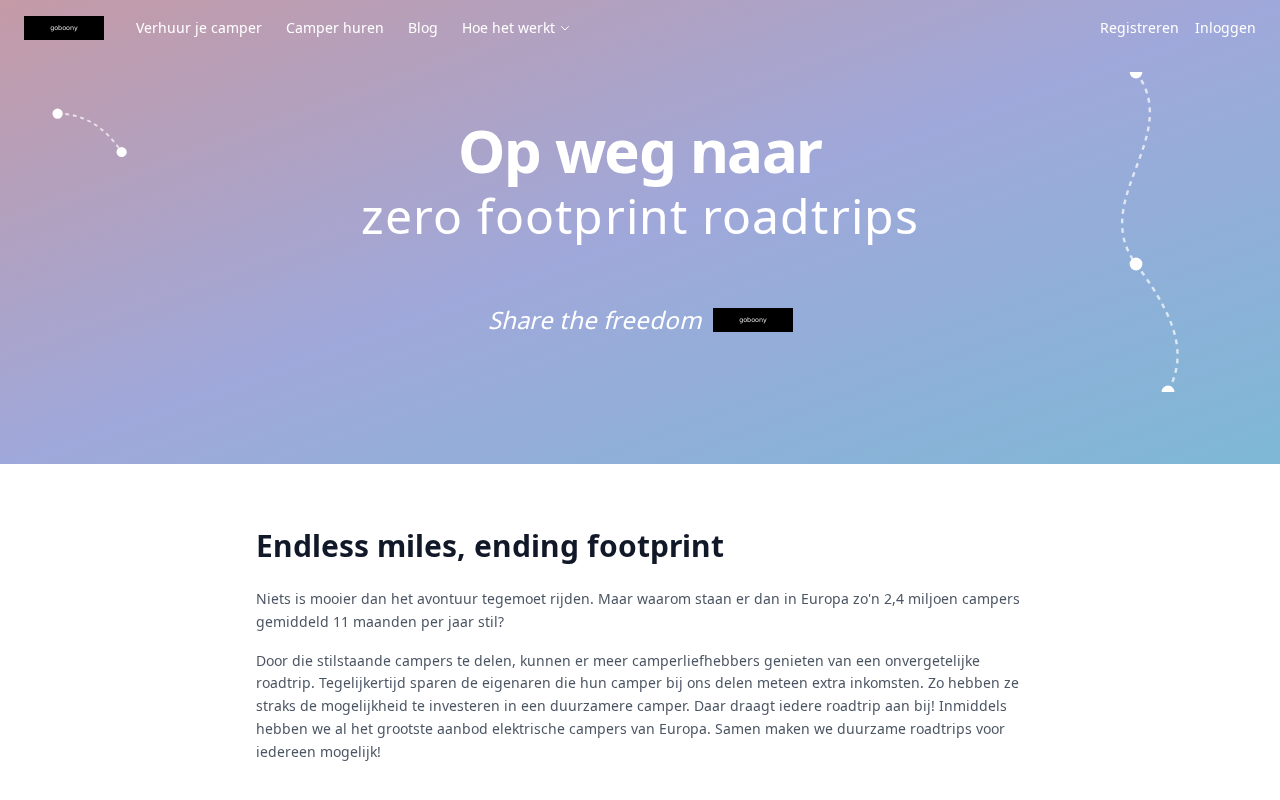 goboony
Verhuur je camper
Camper huren
Blog
Hoe het werkt
Registreren
Inloggen
Op weg naar
zero footprint roadtrips
Share the freedom
goboony
Endless miles, ending footprint
Niets is mooier dan het avontuur tegemoet rijden. Maar waarom staan er dan in Europa zo'n 2,4 miljoen campers
gemiddeld 11 maanden per jaar stil?
Door die stilstaande campers te delen, kunnen er meer camperliefhebbers genieten van een onvergetelijke
roadtrip. Tegelijkertijd sparen de eigenaren die hun camper bij ons delen meteen extra inkomsten. Zo hebben ze
straks de mogelijkheid te investeren in een duurzamere camper. Daar draagt iedere roadtrip aan bij! Inmiddels
hebben we al het grootste aanbod elektrische campers van Europa. Samen maken we duurzame roadtrips voor
iedereen mogelijk!